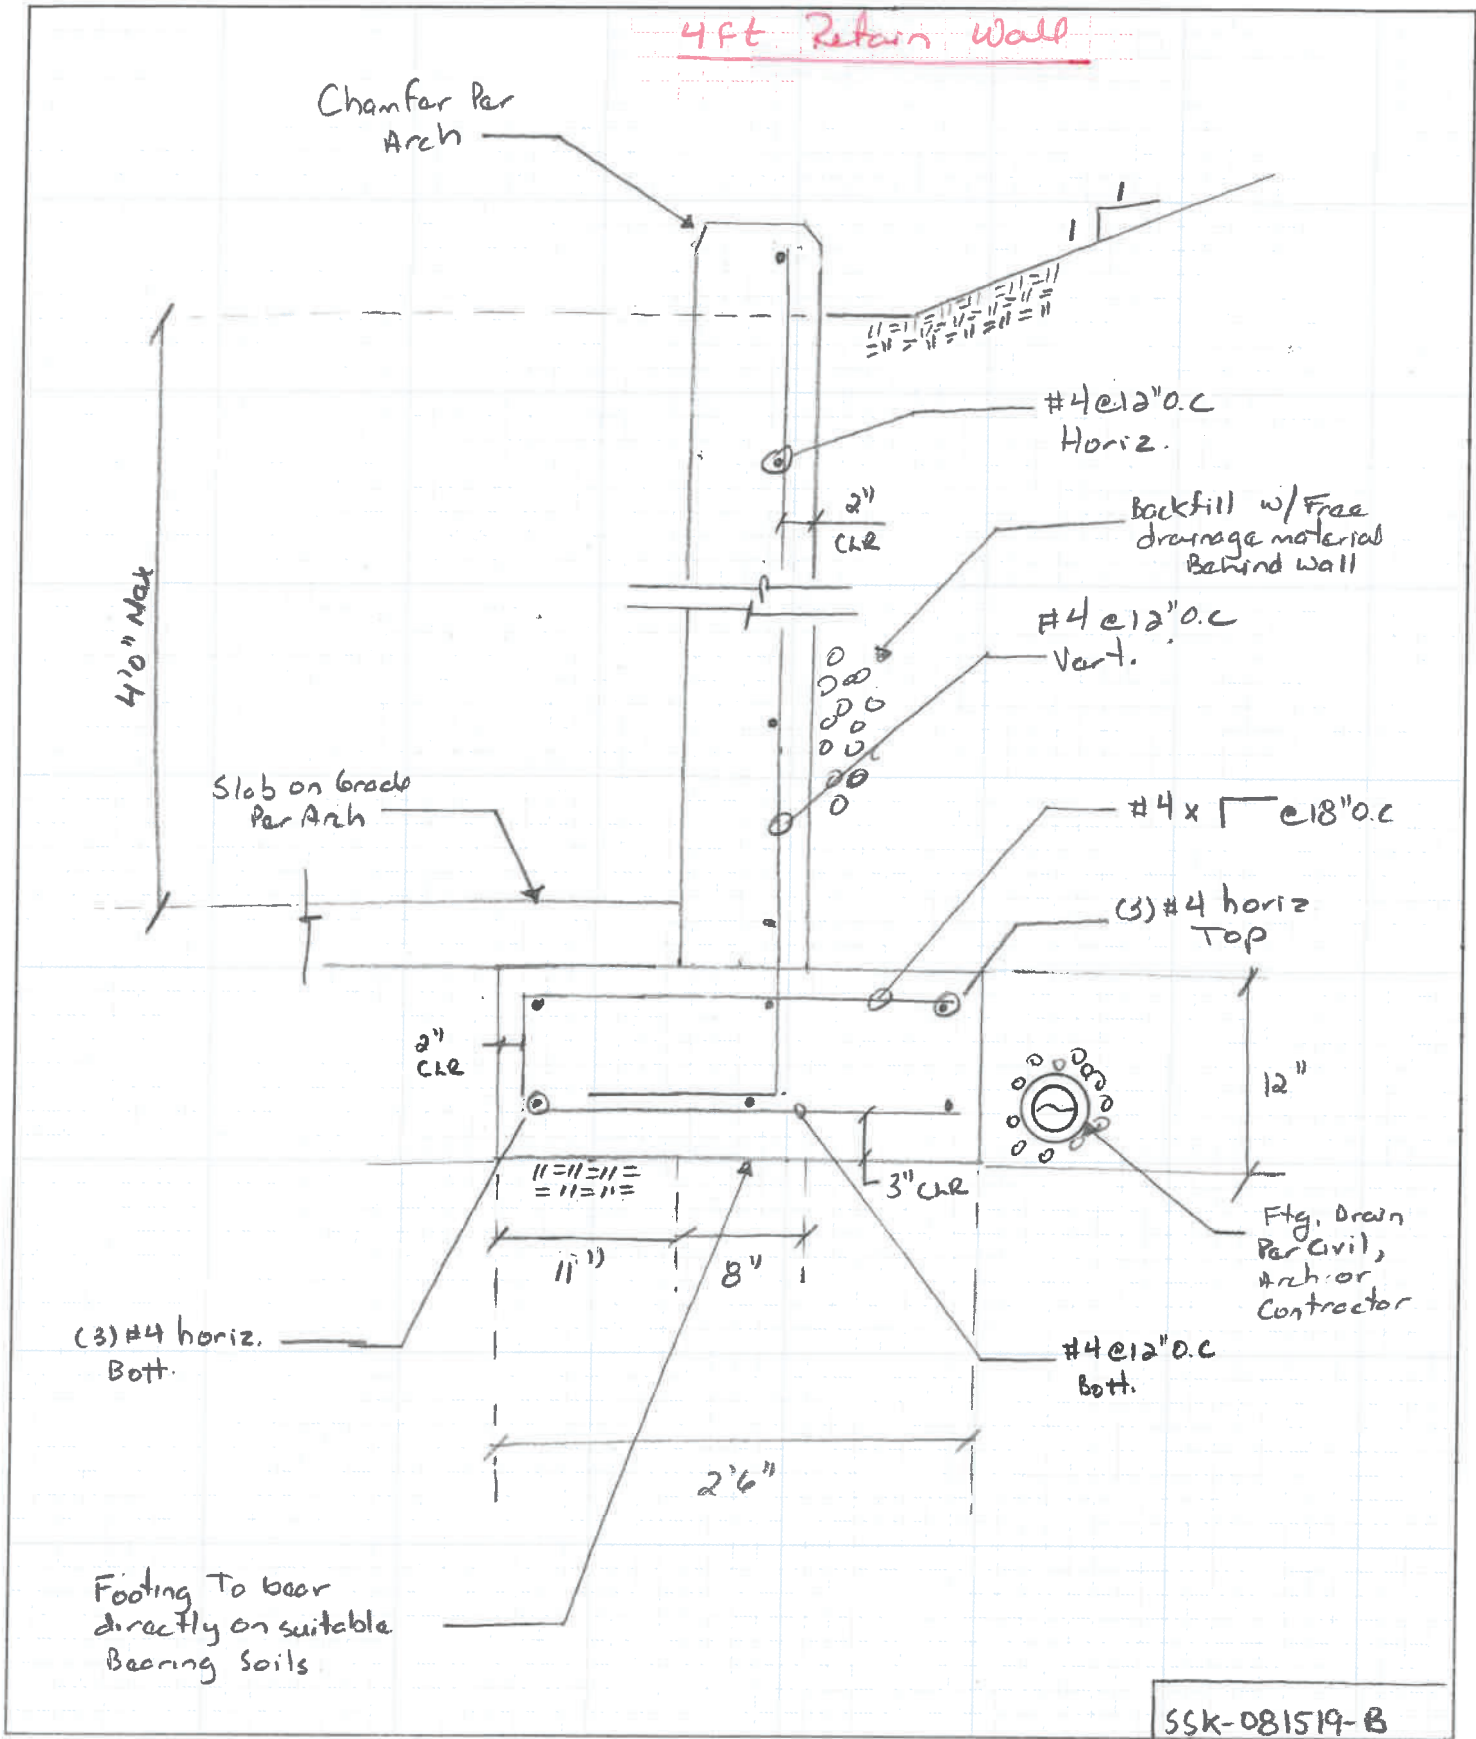 4Ft Retain Wall
Chamfer Per
Arch
1
1
#4@12"O.C
Horiz.
2"
CLR
Backfill w/ Free
drainage material
Behind Wall
4'0" Max
#4@12"O.C
Vert.
Slab on Grade
Per Arch
#4 x @18"O.C
(3)#4 horiz
Top
2"
CLR
12"
3" CLR
11"
8"
Ftg. Drain
Per Civil,
Arch. or
Contractor
(3)#4 horiz.
Bott.
#4@12"O.C
Bott.
2'6"
Footing To bear
directly on suitable
Bearing Soils
SSK-081519-B